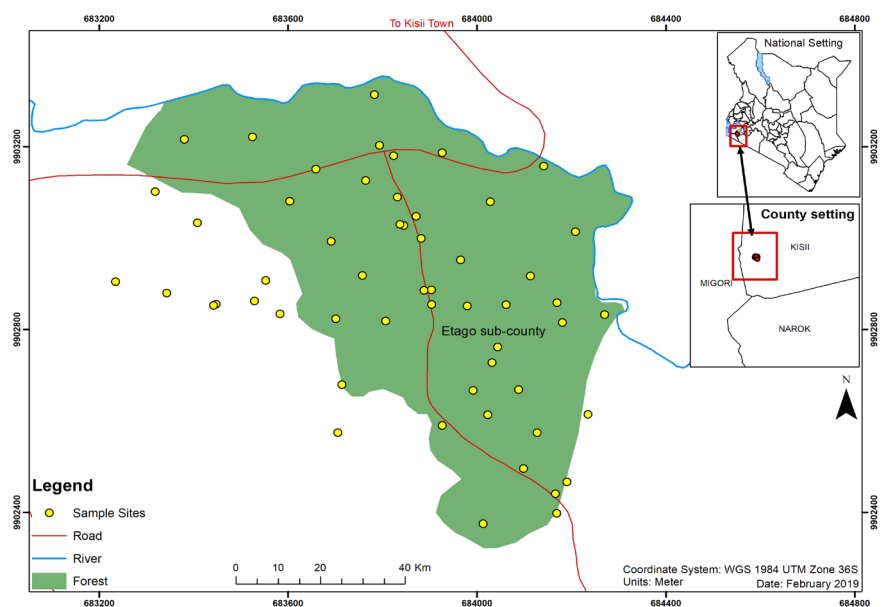 683200 683600 684000 684400 684800
To Kisii Town
National Setting
9903200 9903200
County setting
KISII
MIGORI
NAROK
9902800 9902800
Etago sub-county
N
Legend
Sample Sites
Road
River
Forest
9902400 9902400
0 10 20 40 Km
Coordinate System: WGS 1984 UTM Zone 36S
Units: Meter
Date: February 2019
683200 683600 684000 684400 684800